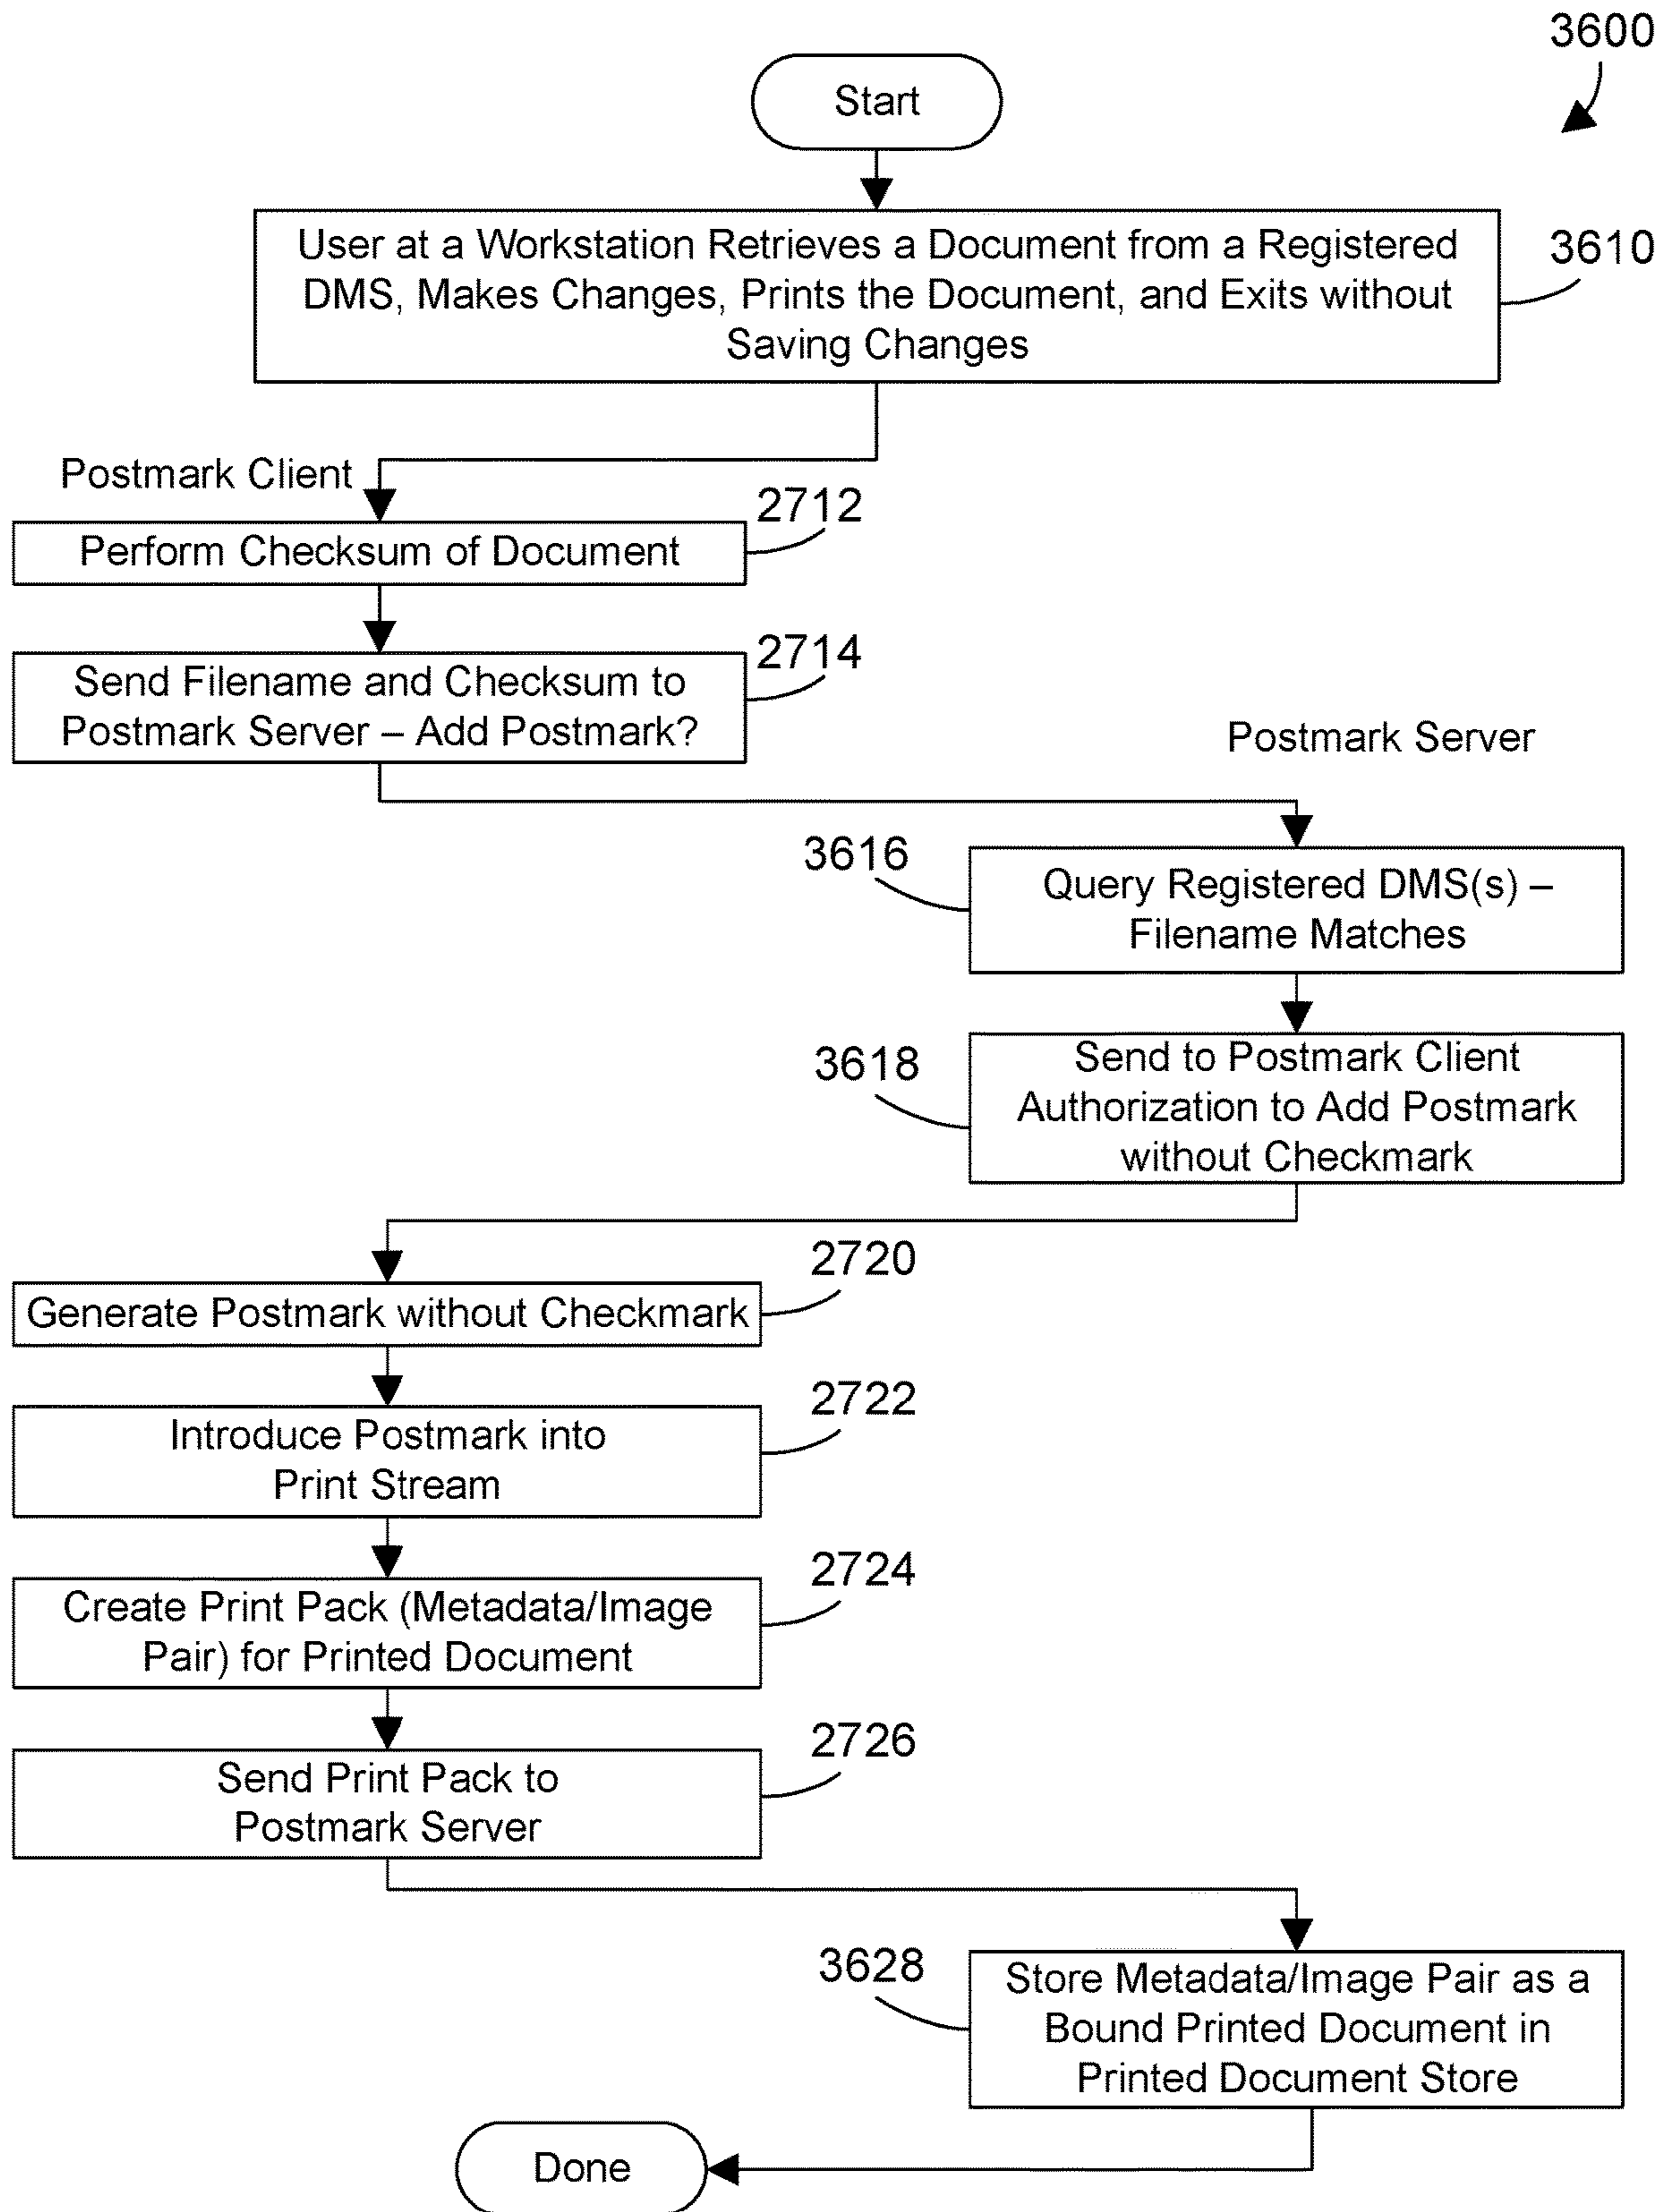 3600
Start
User at a Workstation Retrieves a Document from a Registered
DMS, Makes Changes, Prints the Document, and Exits without
Saving Changes
3610
Postmark Client
2712
Perform Checksum of Document
2714
Send Filename and Checksum to
Postmark Server – Add Postmark?
Postmark Server
3616
Query Registered DMS(s) –
Filename Matches
3618
Send to Postmark Client
Authorization to Add Postmark
without Checkmark
2720
Generate Postmark without Checkmark
2722
Introduce Postmark into
Print Stream
2724
Create Print Pack (Metadata/Image
Pair) for Printed Document
2726
Send Print Pack to
Postmark Server
3628
Store Metadata/Image Pair as a
Bound Printed Document in
Printed Document Store
Done